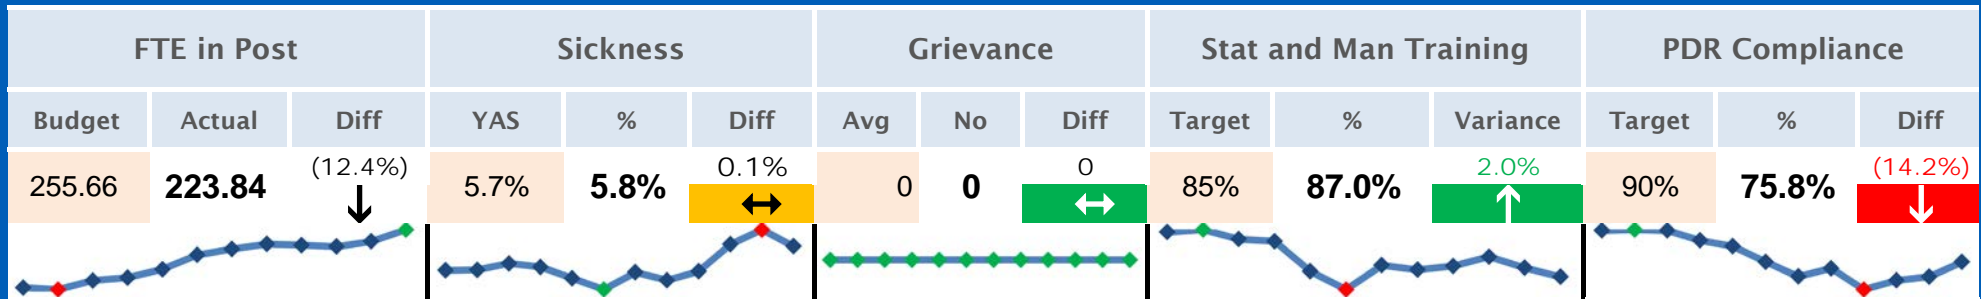 FTE in Post Sickness Grievance Stat and Man Training PDR Compliance
Budget Actual Diff YAS % Diff Avg No Diff Target % Variance Target % Diff
255.66 223.84 (12.4%) 5.7% 5.8% 0.1% 0 0 0 85% 87.0% 2.0% 90% 75.8% (14.2%)